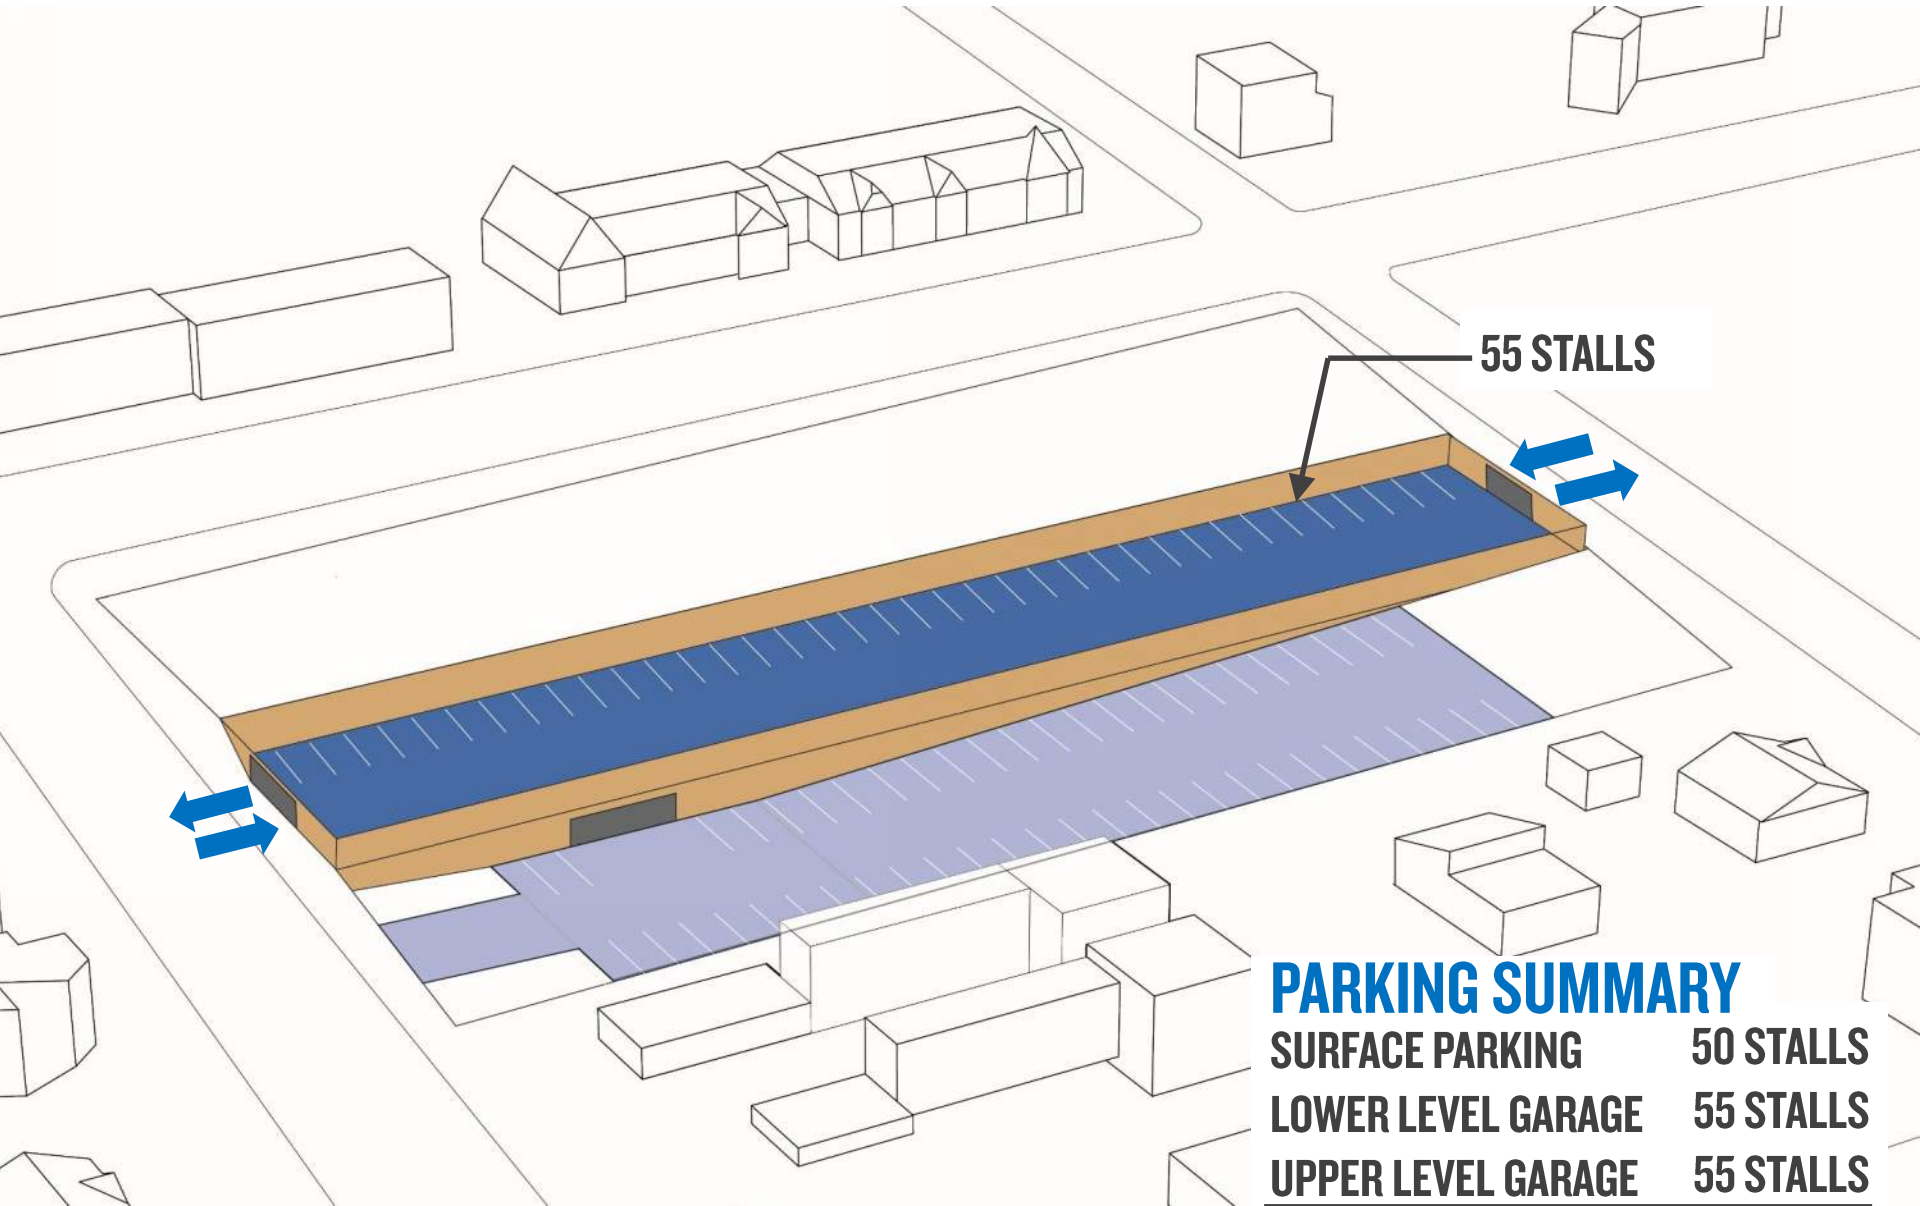 55 STALLS
PARKING SUMMARY
SURFACE PARKING 50 STALLS
LOWER LEVEL GARAGE 55 STALLS
UPPER LEVEL GARAGE 55 STALLS